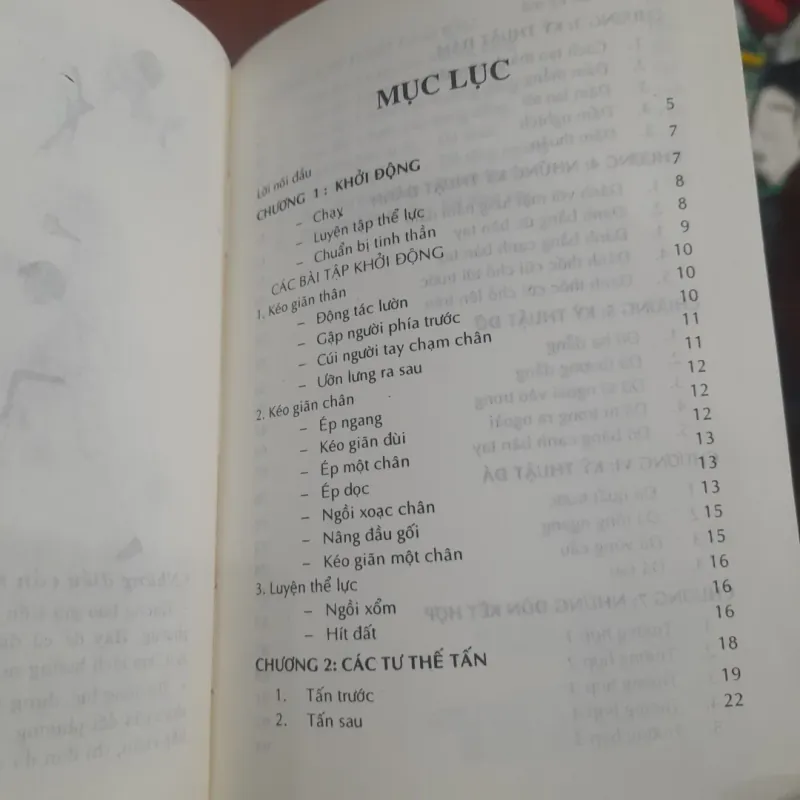 MỤC LỤC
Lời nói đầu 5
CHƯƠNG 1 : KHỞI ĐỘNG 7
– Chạy 7
– Luyện tập thể lực 8
– Chuẩn bị tinh thần 8
CÁC BÀI TẬP KHỞI ĐỘNG 9
1. Kéo giãn thân 10
– Động tác lườn 10
– Gập người phía trước 10
– Cúi người tay chạm chân 11
– Ưỡn lưng ra sau 11
2. Kéo giãn chân 12
– Ép ngang 12
– Kéo giãn đùi 12
– Ép một chân 13
– Ép dọc 13
– Ngồi xoạc chân 13
– Nâng đầu gối 15
– Kéo giãn một chân 15
3. Luyện thể lực 16
– Ngồi xổm 16
– Hít đất 16
CHƯƠNG 2: CÁC TƯ THẾ TẤN 18
1. Tấn trước 19
2. Tấn sau 22